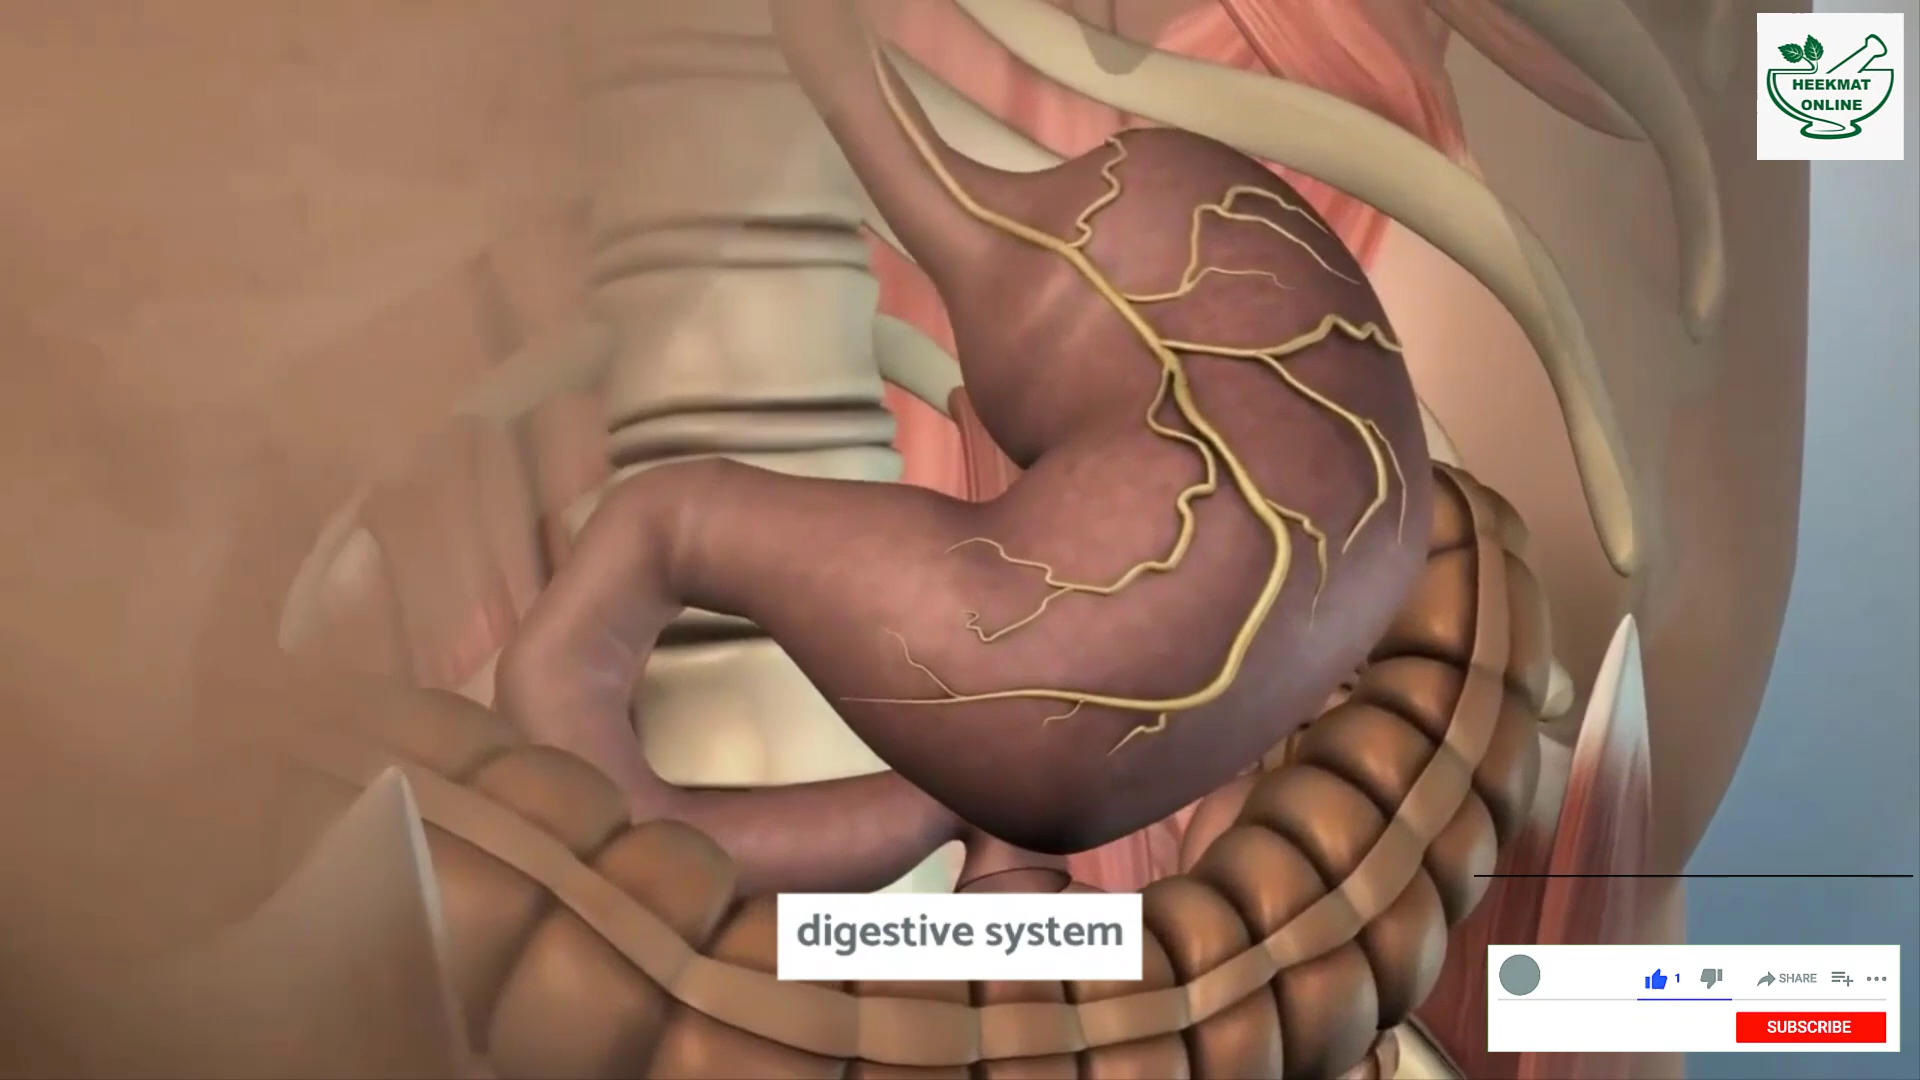 HEEKMAT
ONLINE
digestive system
1
SHARE
SUBSCRIBE